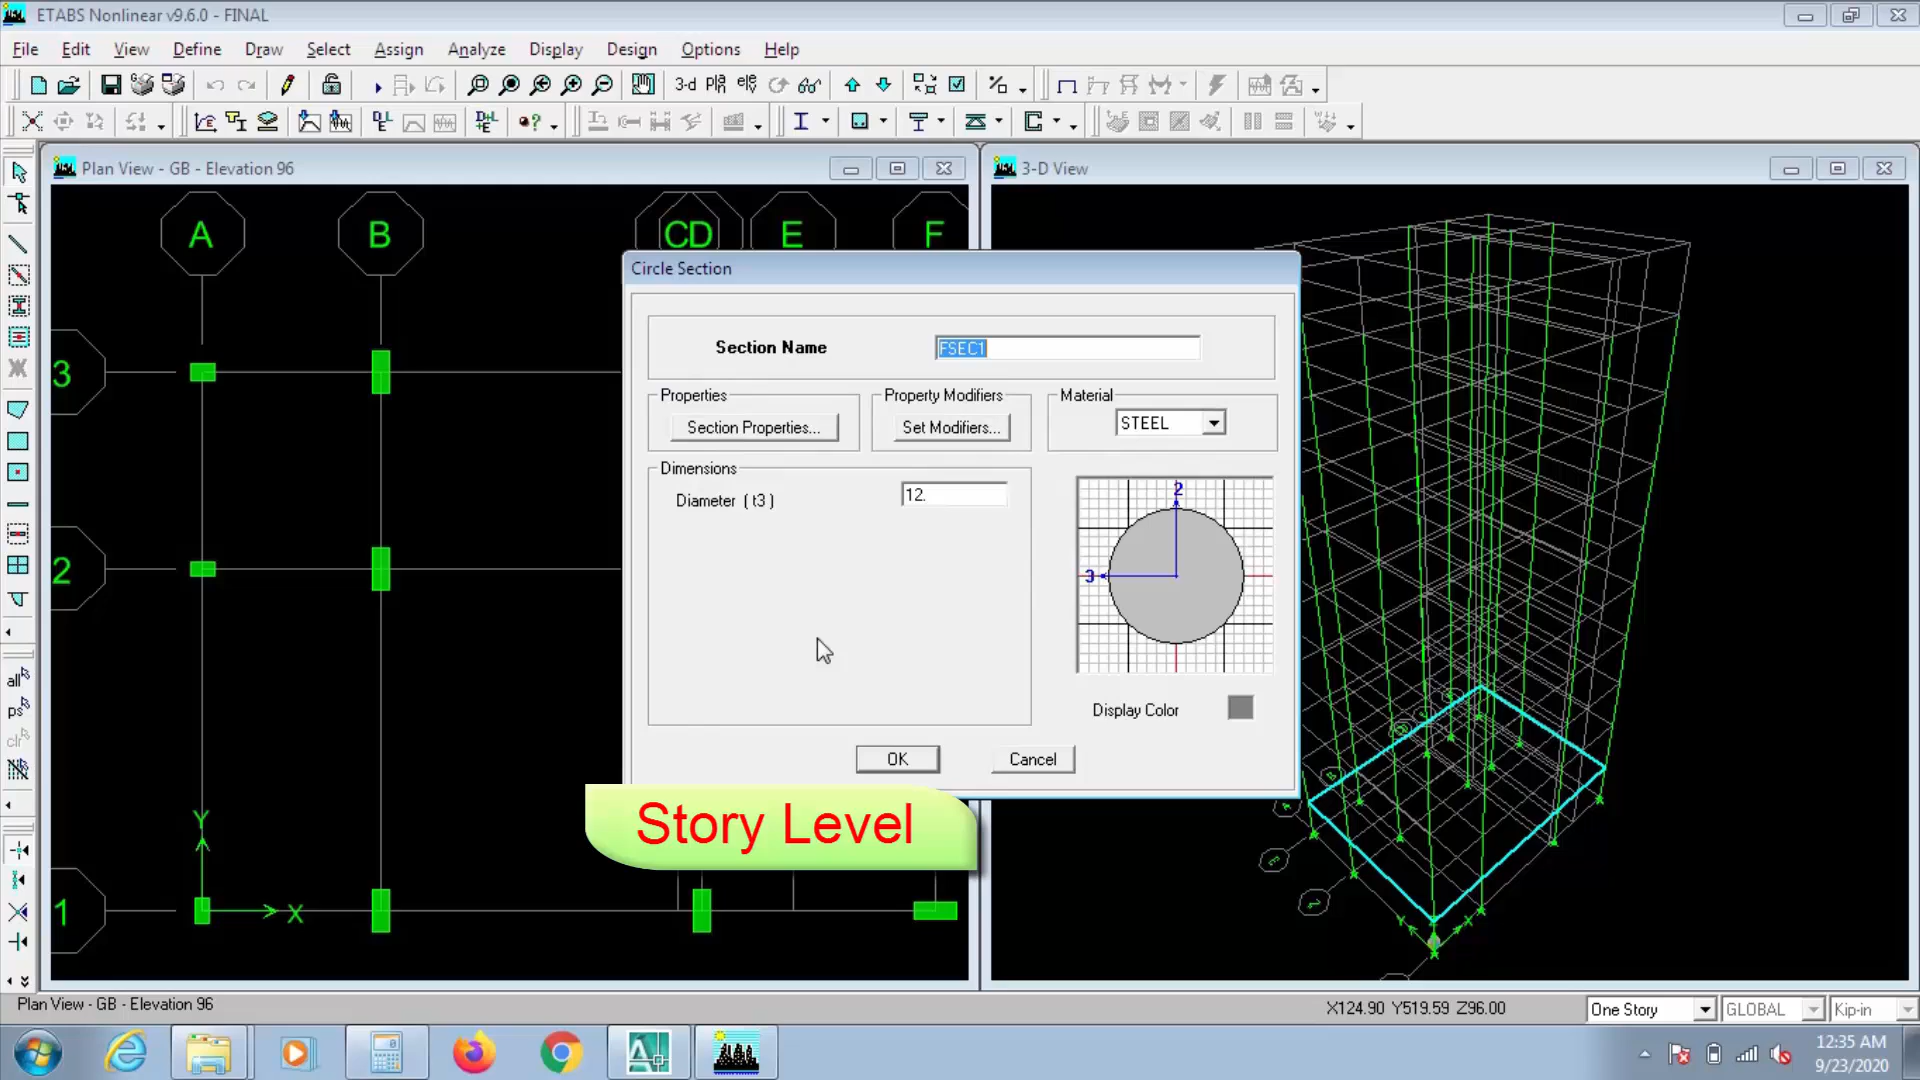 ETABS Nonlinear v9.6.0 - FINAL
File Edit View Define Draw Select Assign Analyze Display Design Options Help
3-d
Plan View - GB - Elevation 96
3-D View
A
B
CD
E
F
3
2
1
Y
X
Circle Section
Section Name
FSEC1
Properties
Section Properties...
Property Modifiers
Set Modifiers...
Material
STEEL
Dimensions
Diameter ( t3 )
12.
2
3
Display Color
OK
Cancel
Story Level
all
ps
clr
Plan View - GB - Elevation 96
X124.90 Y519.59 Z96.00
One Story
GLOBAL
Kip-in
12:35 AM
9/23/2020